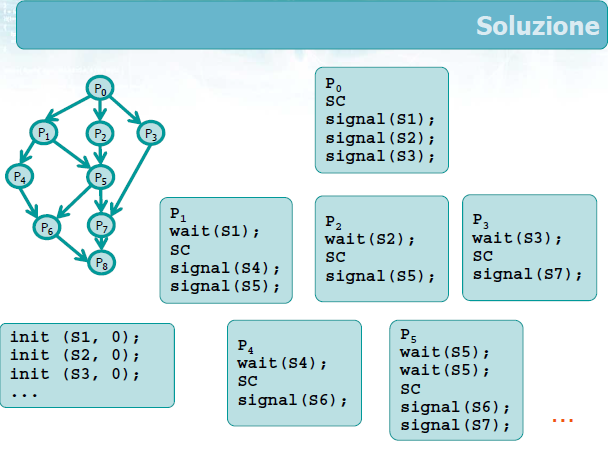 Soluzione
P0
P1
P2
P3
P4
P5
P6
P7
P8
P0
SC
signal(S1);
signal(S2);
signal(S3);
P1
wait(S1);
SC
signal(S4);
signal(S5);
P2
wait(S2);
SC
signal(S5);
P3
wait(S3);
SC
signal(S7);
init (S1, 0);
init (S2, 0);
init (S3, 0);
...
P4
wait(S4);
SC
signal(S6);
P5
wait(S5);
wait(S5);
SC
signal(S6);
signal(S7);
...